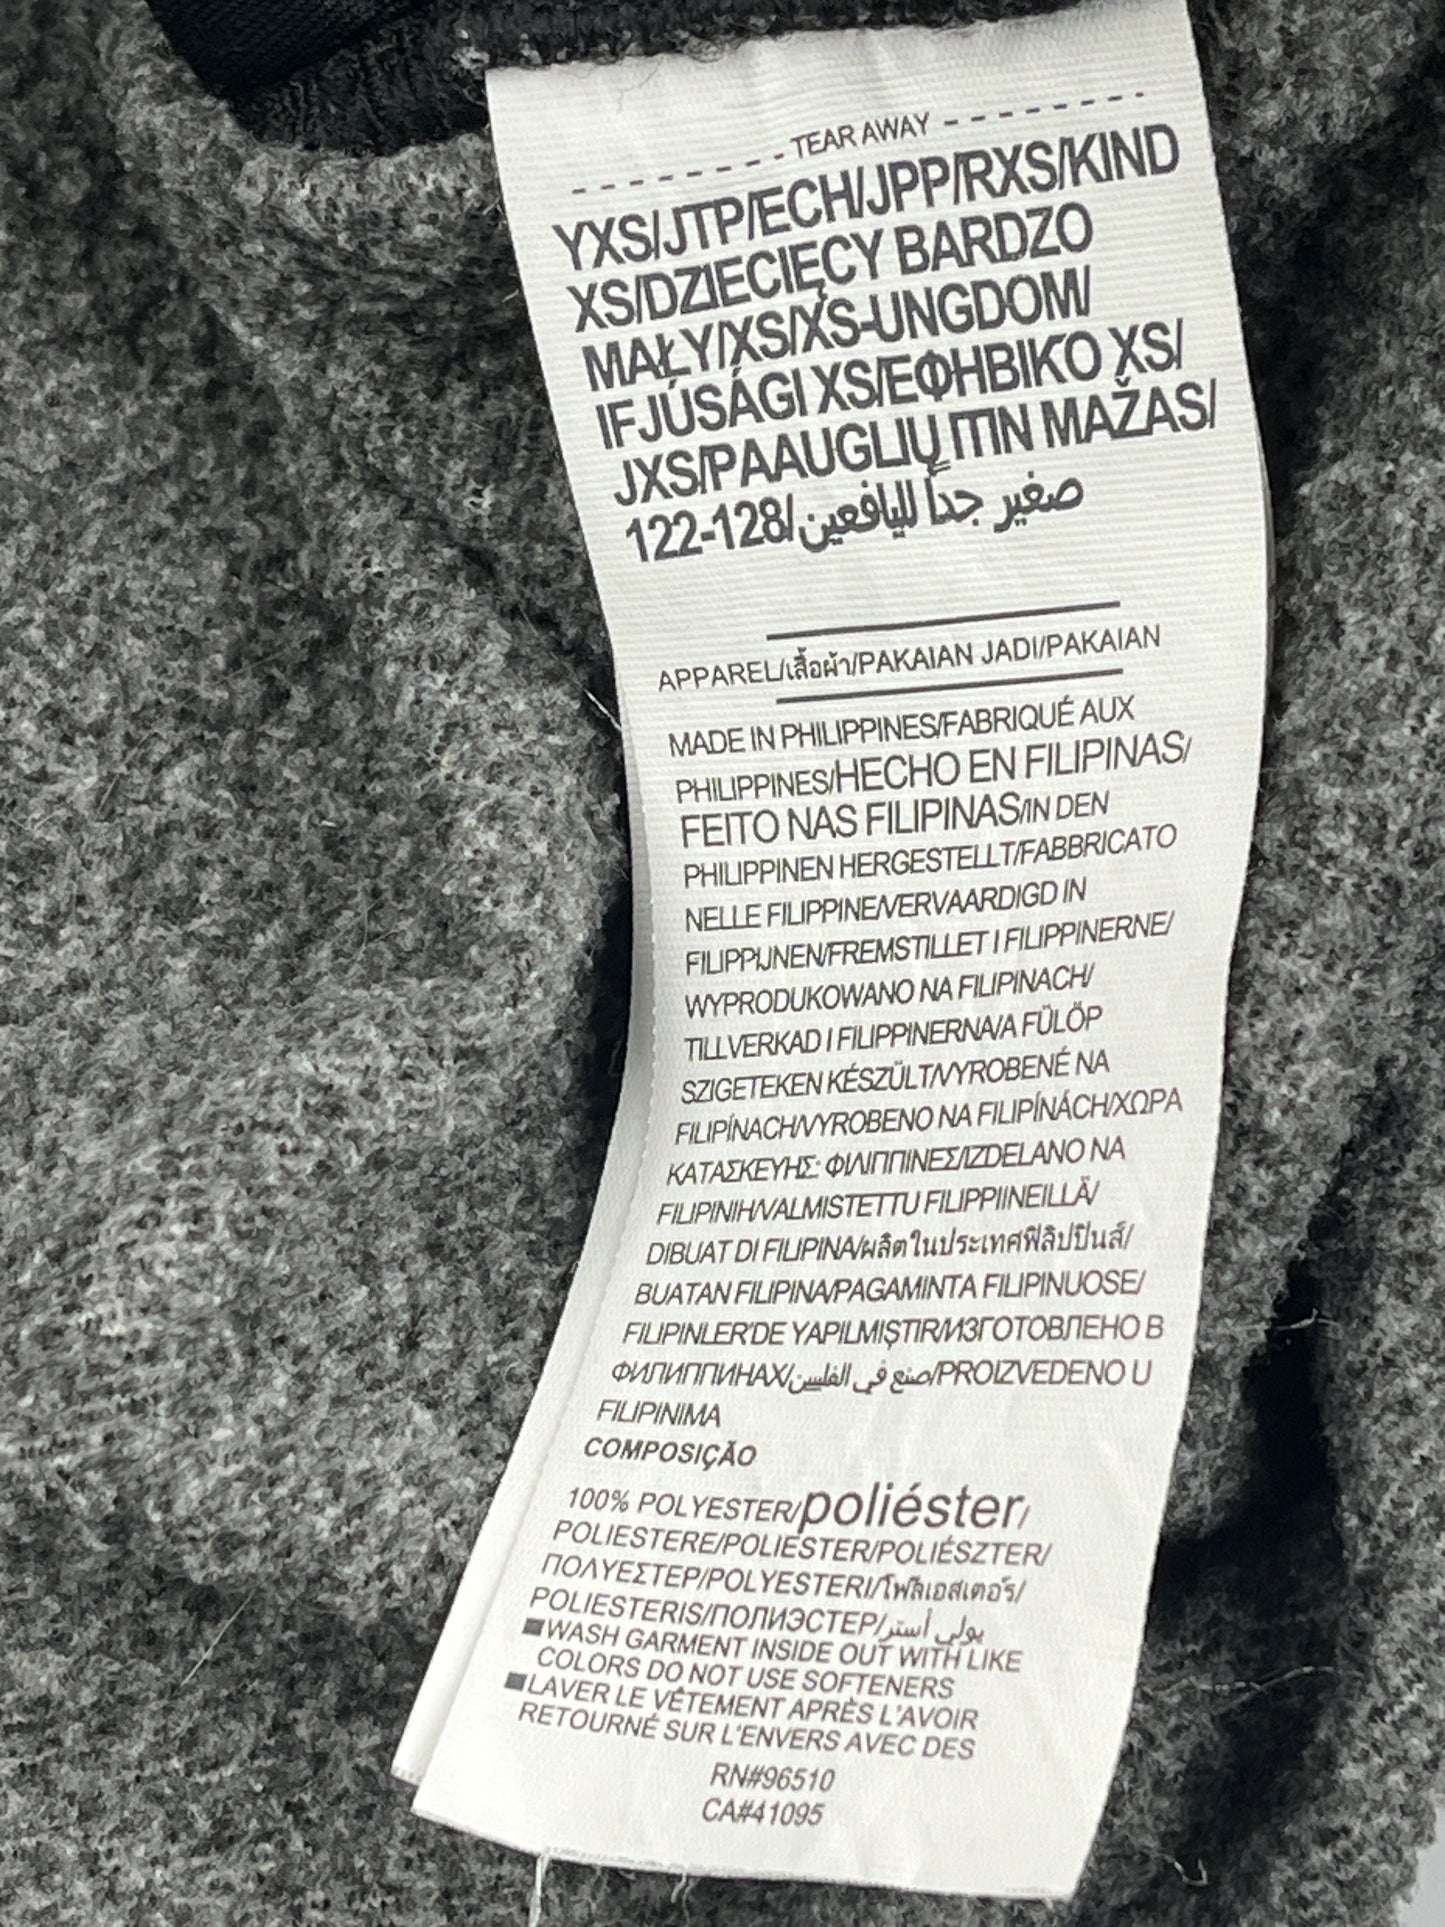 TEAR AWAY
YXS/JTP/ECH/JPP/RXS/KIND
XS/DZIECIĘCY BARDZO
MAŁY/XS/XS-UNGDOM/
IFJÚSÁGI XS/ΕΦΗΒΙΚΟ XS/
JXS/PAAUGLIŲ ITIN MAŽAS/
122-128/صغير جداً لليافعين
APPAREL/เสื้อผ้า/PAKAIAN JADI/PAKAIAN
MADE IN PHILIPPINES/FABRIQUÉ AUX
PHILIPPINES/HECHO EN FILIPINAS/
FEITO NAS FILIPINAS/IN DEN
PHILIPPINEN HERGESTELLT/FABBRICATO
NELLE FILIPPINE/VERVAARDIGD IN
FILIPPIJNEN/FREMSTILLET I FILIPPINERNE/
WYPRODUKOWANO NA FILIPINACH/
TILLVERKAD I FILIPPINERNA/A FÜLÖP
SZIGETEKEN KÉSZÜLT/VYROBENÉ NA
FILIPÍNACH/VYROBENO NA FILIPÍNÁCH/ΧΩΡΑ
ΚΑΤΑΣΚΕΥΗΣ: ΦΙΛΙΠΠΙΝΕΣ/IZDELANO NA
FILIPINIH/VALMISTETTU FILIPPIINEILLÄ/
DIBUAT DI FILIPINA/ผลิตในประเทศฟิลิปปินส์/
BUATAN FILIPINA/PAGAMINTA FILIPINUOSE/
FILIPINLER'DE YAPILMIŞTIR/ИЗГОТОВЛЕНО В
ФИЛИППИНАХ/صنع في الفلبين/PROIZVEDENO U
FILIPINIMA
COMPOSIÇÃO
100% POLYESTER/poliéster/
POLIESTERE/POLIESTER/POLIÉSZTER/
ΠΟΛΥΕΣΤΕΡ/POLYESTERI/โพลีเอสเตอร์/
POLIESTERIS/ПОЛИЭСТЕР/بولي أستر
WASH GARMENT INSIDE OUT WITH LIKE
COLORS DO NOT USE SOFTENERS
LAVER LE VÊTEMENT APRÈS L'AVOIR
RETOURNÉ SUR L'ENVERS AVEC DES
RN#96510
CA#41095